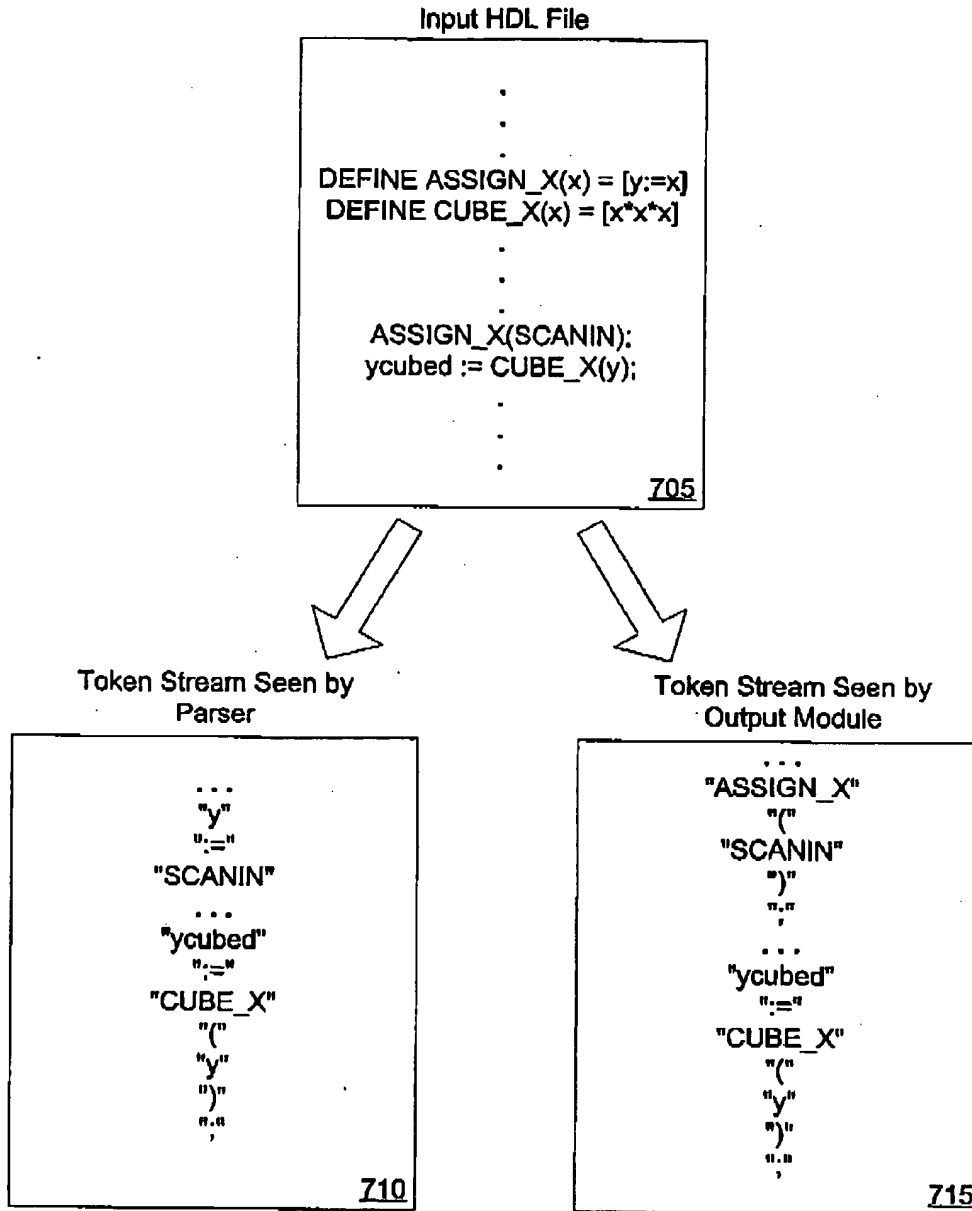 Input HDL File
.
.
.
DEFINE ASSIGN_X(x) = [y:=x]
DEFINE CUBE_X(x) = [x*x*x]
.
.
.
ASSIGN_X(SCANIN);
ycubed := CUBE_X(y);
.
.
.
705
Token Stream Seen by
Parser
...
"y"
":="
"SCANIN"
...
"ycubed"
":="
"CUBE_X"
"("
"y"
")"
";"
710
Token Stream Seen by
Output Module
...
"ASSIGN_X"
"("
"SCANIN"
")"
";"
...
"ycubed"
":="
"CUBE_X"
"("
"y"
")"
";"
715